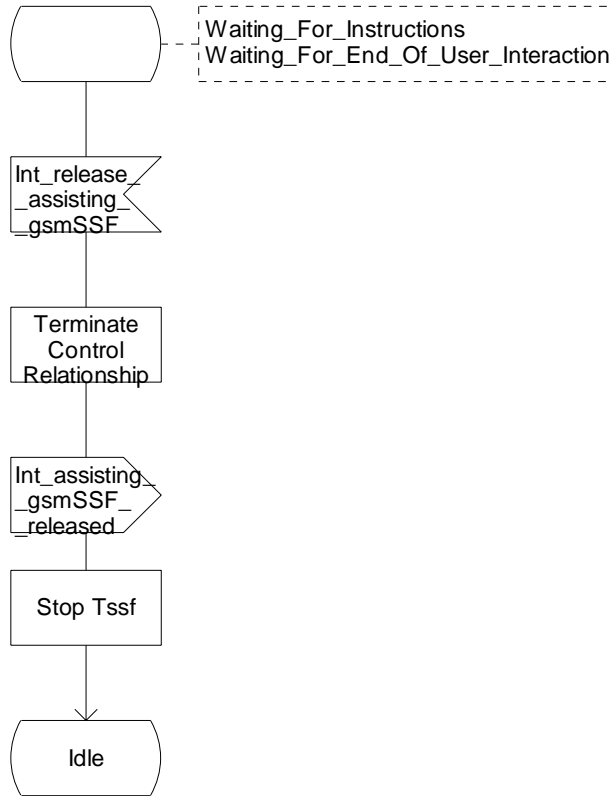 Waiting_For_Instructions
Waiting_For_End_Of_User_Interaction
Int_release_
_assisting_
_gsmSSF
Terminate
Control
Relationship
Int_assisting_
_gsmSSF_
_released
Stop Tssf
Idle